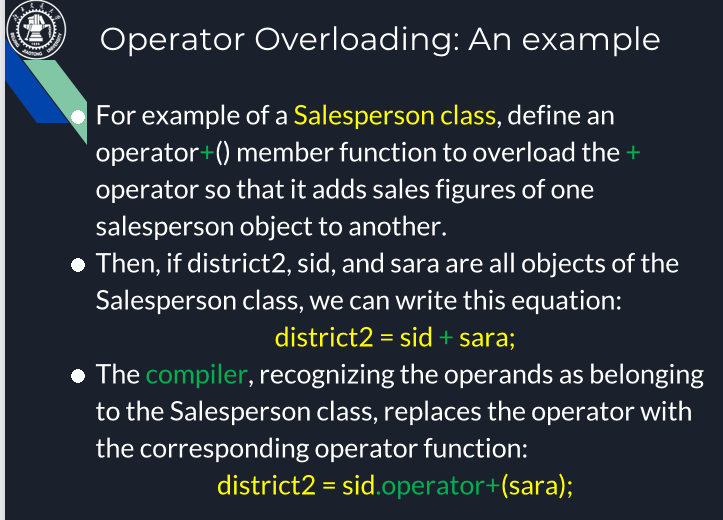 Operator Overloading: An example
For example of a Salesperson class, define an
operator+() member function to overload the +
operator so that it adds sales figures of one
salesperson object to another.
Then, if district2, sid, and sara are all objects of the
Salesperson class, we can write this equation:
district2 = sid + sara;
The compiler, recognizing the operands as belonging
to the Salesperson class, replaces the operator with
the corresponding operator function:
district2 = sid.operator+(sara);